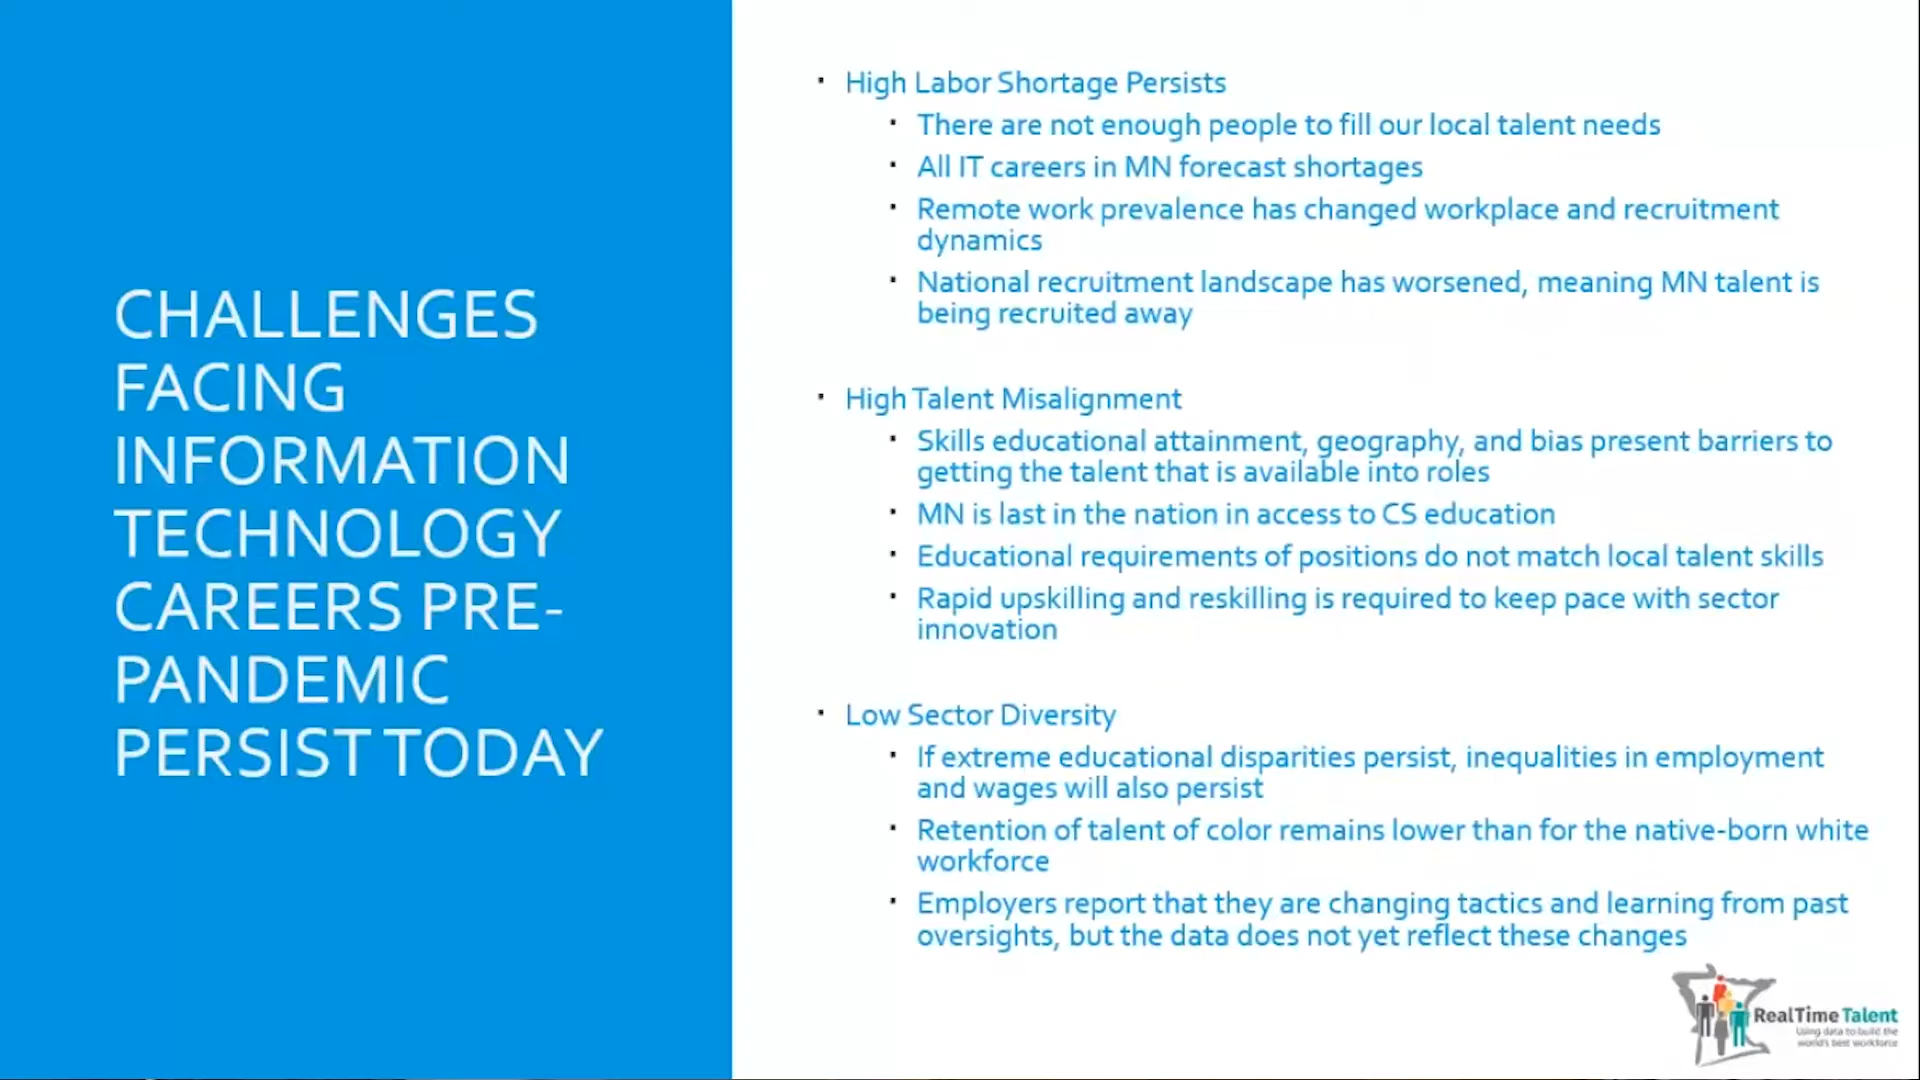 CHALLENGES
FACING
INFORMATION
TECHNOLOGY
CAREERS PRE-
PANDEMIC
PERSIST TODAY
▪ High Labor Shortage Persists
▪ There are not enough people to fill our local talent needs
▪ All IT careers in MN forecast shortages
▪ Remote work prevalence has changed workplace and recruitment
dynamics
▪ National recruitment landscape has worsened, meaning MN talent is
being recruited away
▪ High Talent Misalignment
▪ Skills educational attainment, geography, and bias present barriers to
getting the talent that is available into roles
▪ MN is last in the nation in access to CS education
▪ Educational requirements of positions do not match local talent skills
▪ Rapid upskilling and reskilling is required to keep pace with sector
innovation
▪ Low Sector Diversity
▪ If extreme educational disparities persist, inequalities in employment
and wages will also persist
▪ Retention of talent of color remains lower than for the native-born white
workforce
▪ Employers report that they are changing tactics and learning from past
oversights, but the data does not yet reflect these changes
RealTime Talent
Using data to build the
world's best workforce